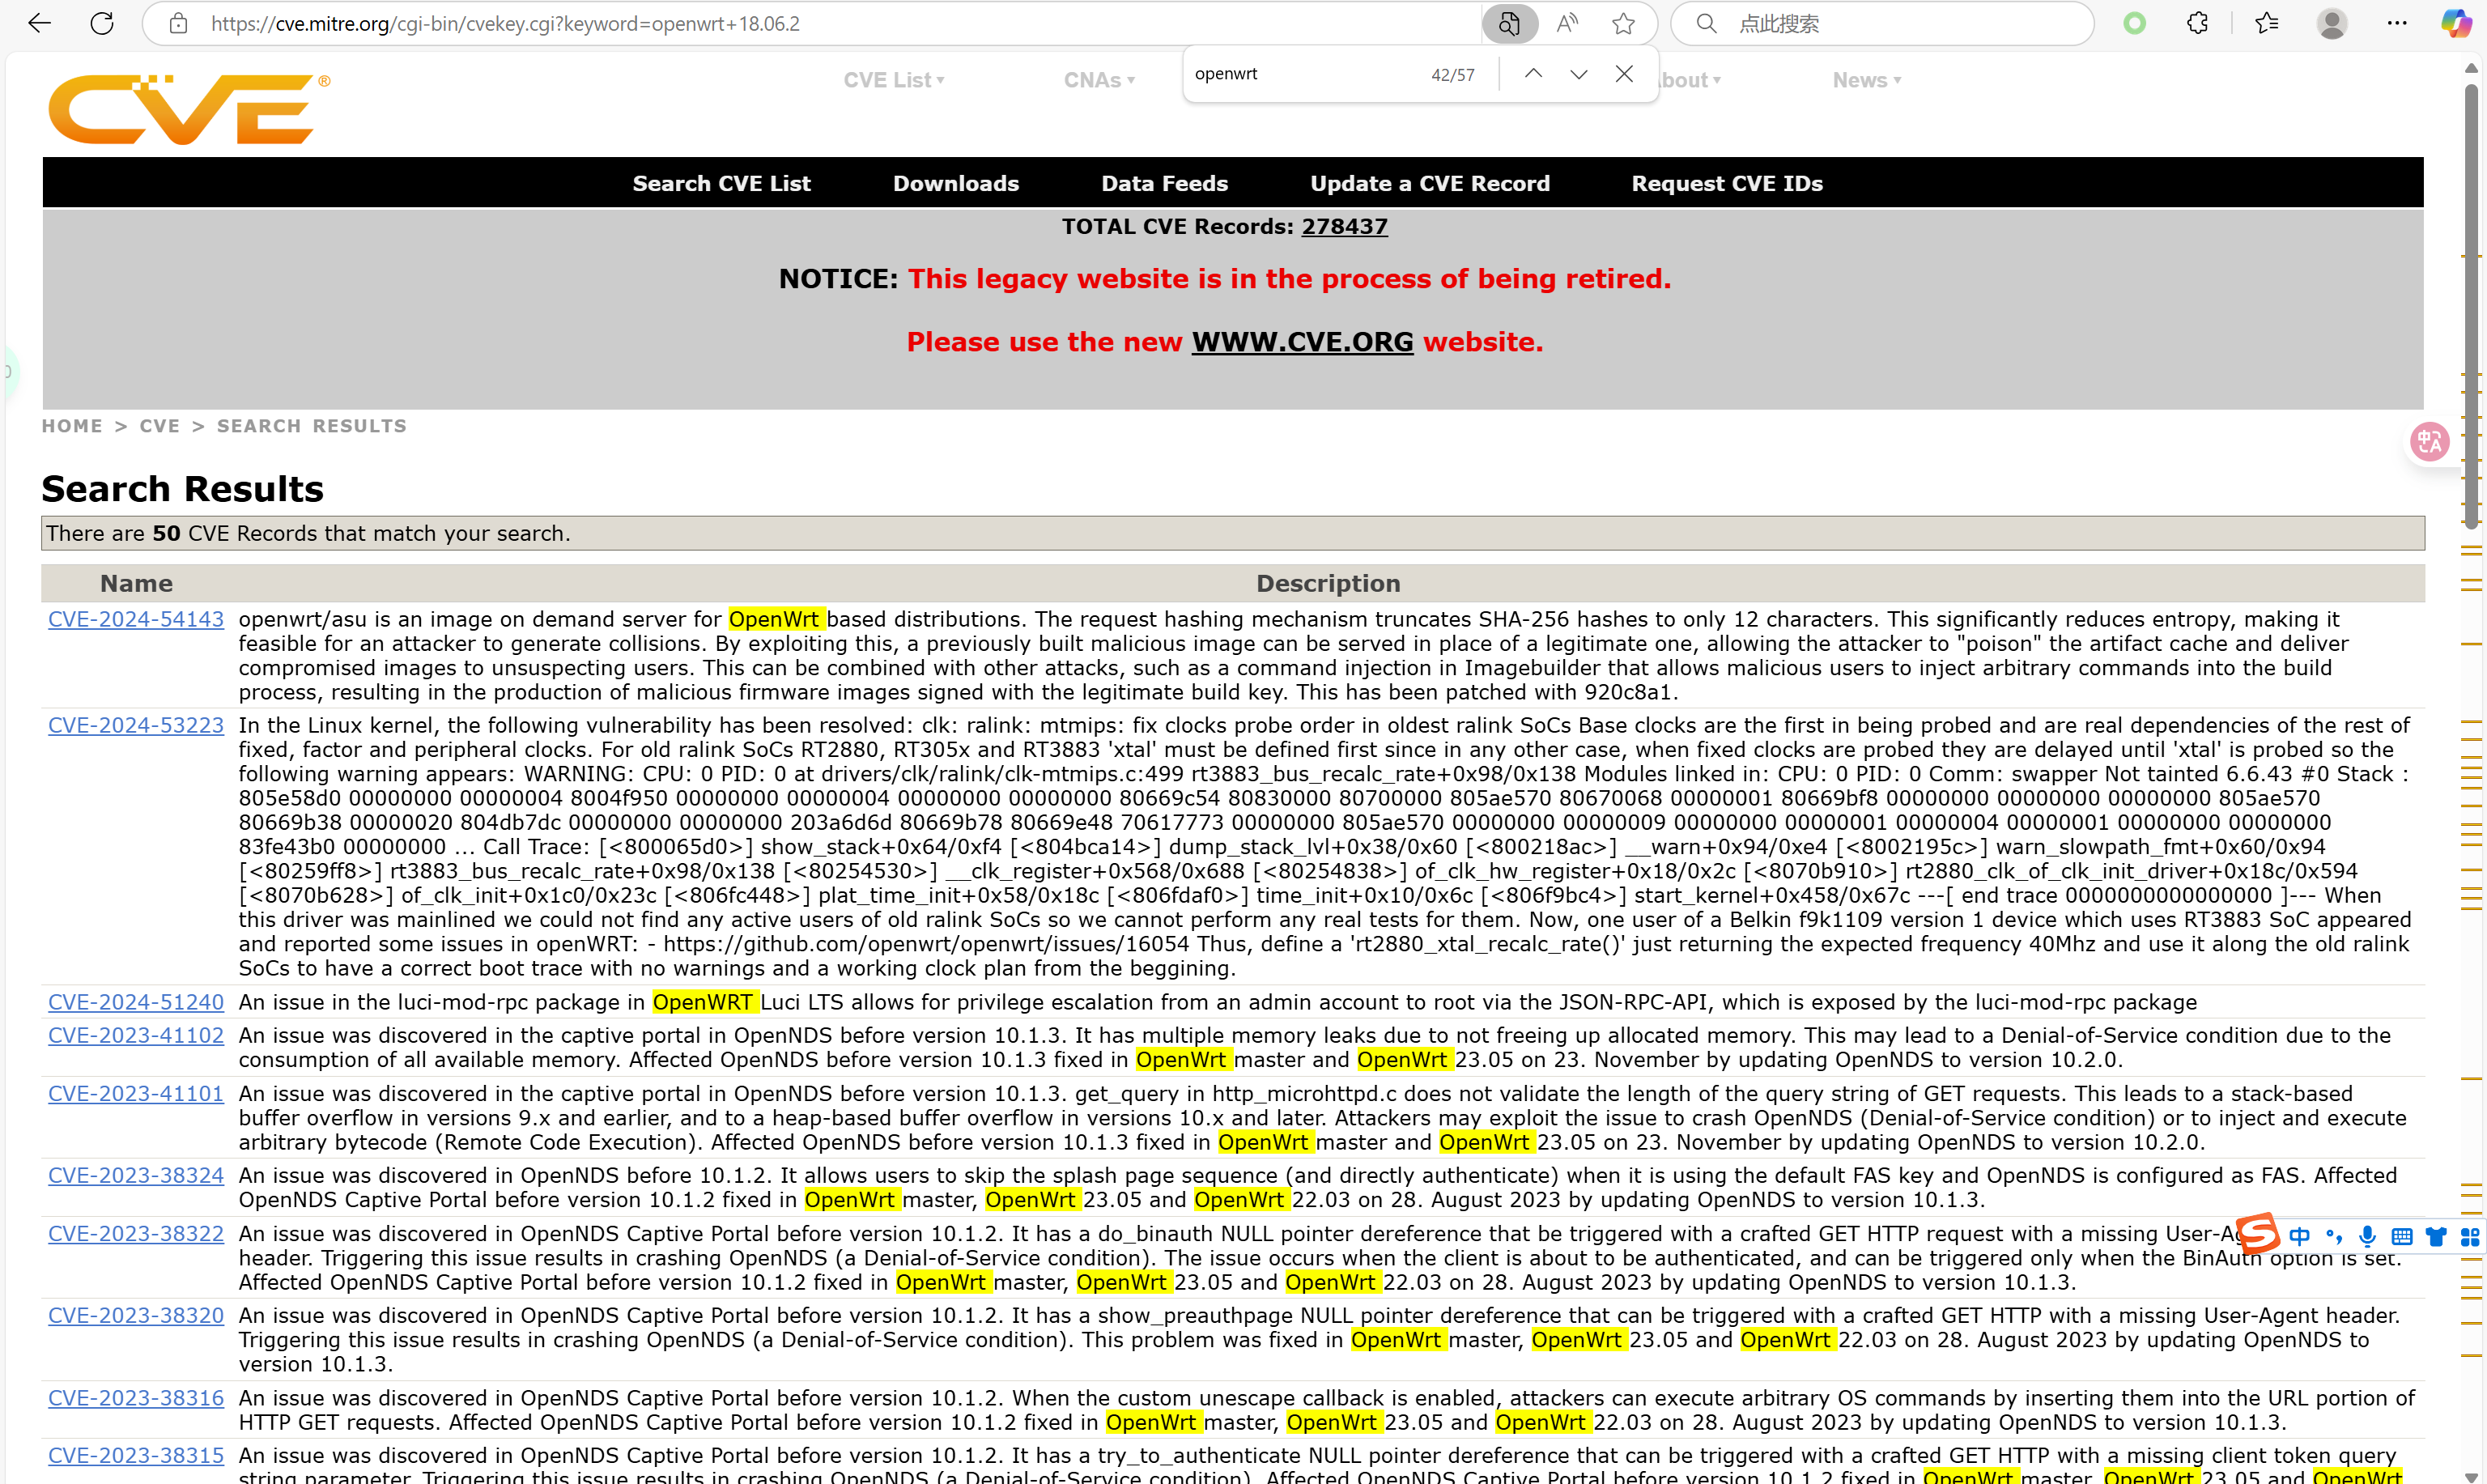 https://cve.mitre.org/cgi-bin/cvekey.cgi?keyword=openwrt+18.06.2
点此搜索
openwrt
42/57
CVE®
CVE List▾
CNAs▾
bout▾
News▾
Search CVE List
Downloads
Data Feeds
Update a CVE Record
Request CVE IDs
TOTAL CVE Records: 278437
NOTICE: This legacy website is in the process of being retired.
Please use the new WWW.CVE.ORG website.
HOME > CVE > SEARCH RESULTS
Search Results
There are 50 CVE Records that match your search.
Name
Description
CVE-2024-54143
openwrt/asu is an image on demand server for OpenWrt based distributions. The request hashing mechanism truncates SHA-256 hashes to only 12 characters. This significantly reduces entropy, making it
feasible for an attacker to generate collisions. By exploiting this, a previously built malicious image can be served in place of a legitimate one, allowing the attacker to "poison" the artifact cache and deliver
compromised images to unsuspecting users. This can be combined with other attacks, such as a command injection in Imagebuilder that allows malicious users to inject arbitrary commands into the build
process, resulting in the production of malicious firmware images signed with the legitimate build key. This has been patched with 920c8a1.
CVE-2024-53223
In the Linux kernel, the following vulnerability has been resolved: clk: ralink: mtmips: fix clocks probe order in oldest ralink SoCs Base clocks are the first in being probed and are real dependencies of the rest of
fixed, factor and peripheral clocks. For old ralink SoCs RT2880, RT305x and RT3883 'xtal' must be defined first since in any other case, when fixed clocks are probed they are delayed until 'xtal' is probed so the
following warning appears: WARNING: CPU: 0 PID: 0 at drivers/clk/ralink/clk-mtmips.c:499 rt3883_bus_recalc_rate+0x98/0x138 Modules linked in: CPU: 0 PID: 0 Comm: swapper Not tainted 6.6.43 #0 Stack :
805e58d0 00000000 00000004 8004f950 00000000 00000004 00000000 00000000 80669c54 80830000 80700000 805ae570 80670068 00000001 80669bf8 00000000 00000000 00000000 805ae570
80669b38 00000020 804db7dc 00000000 00000000 203a6d6d 80669b78 80669e48 70617773 00000000 805ae570 00000000 00000009 00000000 00000001 00000004 00000001 00000000 00000000
83fe43b0 00000000 ... Call Trace: [<800065d0>] show_stack+0x64/0xf4 [<804bca14>] dump_stack_lvl+0x38/0x60 [<800218ac>] __warn+0x94/0xe4 [<8002195c>] warn_slowpath_fmt+0x60/0x94
[<80259ff8>] rt3883_bus_recalc_rate+0x98/0x138 [<80254530>] __clk_register+0x568/0x688 [<80254838>] of_clk_hw_register+0x18/0x2c [<8070b910>] rt2880_clk_of_clk_init_driver+0x18c/0x594
[<8070b628>] of_clk_init+0x1c0/0x23c [<806fc448>] plat_time_init+0x58/0x18c [<806fdaf0>] time_init+0x10/0x6c [<806f9bc4>] start_kernel+0x458/0x67c ---[ end trace 0000000000000000 ]--- When
this driver was mainlined we could not find any active users of old ralink SoCs so we cannot perform any real tests for them. Now, one user of a Belkin f9k1109 version 1 device which uses RT3883 SoC appeared
and reported some issues in openWRT: - https://github.com/openwrt/openwrt/issues/16054 Thus, define a 'rt2880_xtal_recalc_rate()' just returning the expected frequency 40Mhz and use it along the old ralink
SoCs to have a correct boot trace with no warnings and a working clock plan from the beggining.
CVE-2024-51240
An issue in the luci-mod-rpc package in OpenWRT Luci LTS allows for privilege escalation from an admin account to root via the JSON-RPC-API, which is exposed by the luci-mod-rpc package
CVE-2023-41102
An issue was discovered in the captive portal in OpenNDS before version 10.1.3. It has multiple memory leaks due to not freeing up allocated memory. This may lead to a Denial-of-Service condition due to the
consumption of all available memory. Affected OpenNDS before version 10.1.3 fixed in OpenWrt master and OpenWrt 23.05 on 23. November by updating OpenNDS to version 10.2.0.
CVE-2023-41101
An issue was discovered in the captive portal in OpenNDS before version 10.1.3. get_query in http_microhttpd.c does not validate the length of the query string of GET requests. This leads to a stack-based
buffer overflow in versions 9.x and earlier, and to a heap-based buffer overflow in versions 10.x and later. Attackers may exploit the issue to crash OpenNDS (Denial-of-Service condition) or to inject and execute
arbitrary bytecode (Remote Code Execution). Affected OpenNDS before version 10.1.3 fixed in OpenWrt master and OpenWrt 23.05 on 23. November by updating OpenNDS to version 10.2.0.
CVE-2023-38324
An issue was discovered in OpenNDS before 10.1.2. It allows users to skip the splash page sequence (and directly authenticate) when it is using the default FAS key and OpenNDS is configured as FAS. Affected
OpenNDS Captive Portal before version 10.1.2 fixed in OpenWrt master, OpenWrt 23.05 and OpenWrt 22.03 on 28. August 2023 by updating OpenNDS to version 10.1.3.
CVE-2023-38322
An issue was discovered in OpenNDS Captive Portal before version 10.1.2. It has a do_binauth NULL pointer dereference that be triggered with a crafted GET HTTP request with a missing User-Ag
header. Triggering this issue results in crashing OpenNDS (a Denial-of-Service condition). The issue occurs when the client is about to be authenticated, and can be triggered only when the BinAuth option is set.
Affected OpenNDS Captive Portal before version 10.1.2 fixed in OpenWrt master, OpenWrt 23.05 and OpenWrt 22.03 on 28. August 2023 by updating OpenNDS to version 10.1.3.
中
CVE-2023-38320
An issue was discovered in OpenNDS Captive Portal before version 10.1.2. It has a show_preauthpage NULL pointer dereference that can be triggered with a crafted GET HTTP with a missing User-Agent header.
Triggering this issue results in crashing OpenNDS (a Denial-of-Service condition). This problem was fixed in OpenWrt master, OpenWrt 23.05 and OpenWrt 22.03 on 28. August 2023 by updating OpenNDS to
version 10.1.3.
CVE-2023-38316
An issue was discovered in OpenNDS Captive Portal before version 10.1.2. When the custom unescape callback is enabled, attackers can execute arbitrary OS commands by inserting them into the URL portion of
HTTP GET requests. Affected OpenNDS Captive Portal before version 10.1.2 fixed in OpenWrt master, OpenWrt 23.05 and OpenWrt 22.03 on 28. August 2023 by updating OpenNDS to version 10.1.3.
CVE-2023-38315
An issue was discovered in OpenNDS Captive Portal before version 10.1.2. It has a try_to_authenticate NULL pointer dereference that can be triggered with a crafted GET HTTP with a missing client token query
string parameter. Triggering this issue results in crashing OpenNDS (a Denial-of-Service condition). Affected OpenNDS Captive Portal before version 10.1.2 fixed in OpenWrt master, OpenWrt 23.05 and OpenWrt